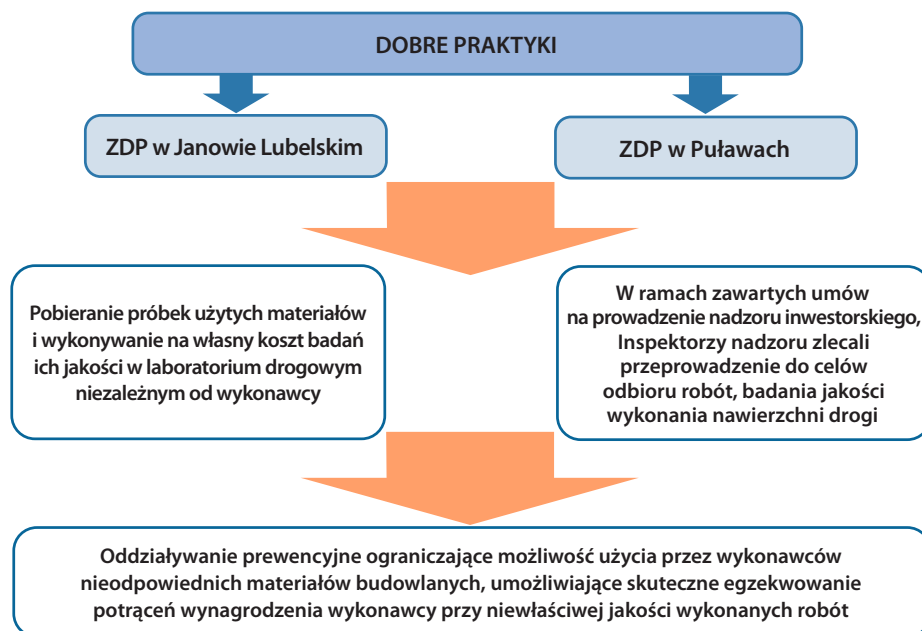 DOBRE PRAKTYKI
ZDP w Janowie Lubelskim
ZDP w Puławach
Pobieranie próbek użytych materiałów
i wykonywanie na własny koszt badań
ich jakości w laboratorium drogowym
niezależnym od wykonawcy
W ramach zawartych umów
na prowadzenie nadzoru inwestorskiego,
Inspektorzy nadzoru zlecali
przeprowadzenie do celów
odbioru robót, badania jakości
wykonania nawierzchni drogi
Oddziaływanie prewencyjne ograniczające możliwość użycia przez wykonawców
nieodpowiednich materiałów budowlanych, umożliwiające skuteczne egzekwowanie
potrąceń wynagrodzenia wykonawcy przy niewłaściwej jakości wykonanych robót